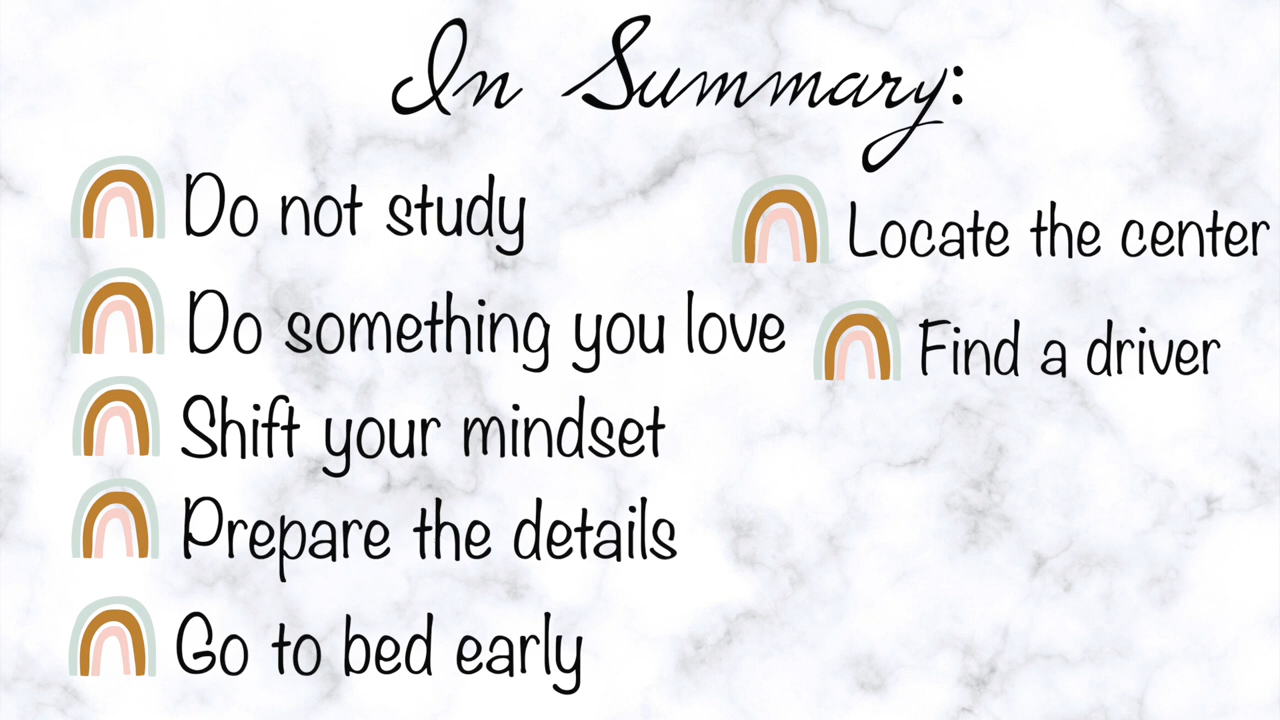 In Summary:
Do not study
Do something you love
Shift your mindset
Prepare the details
Go to bed early
Locate the center
Find a driver